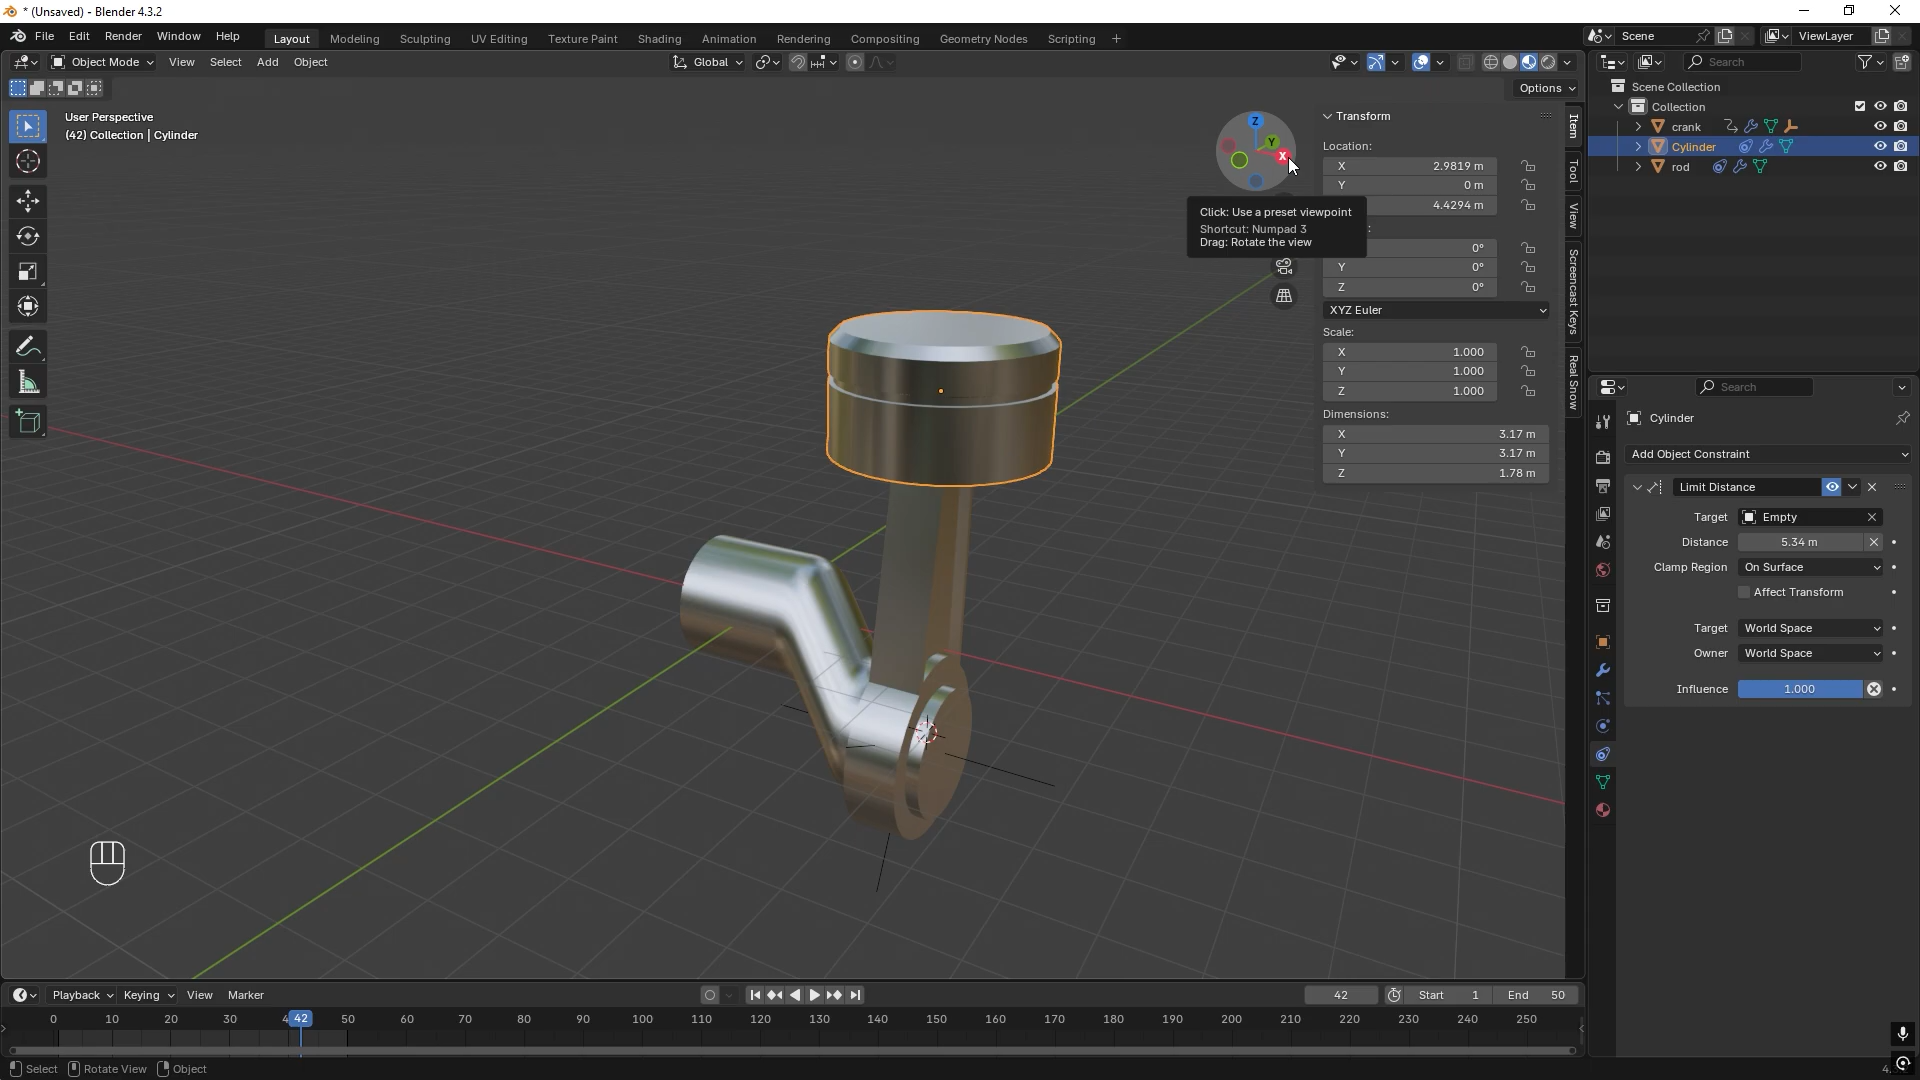 * (Unsaved) - Blender 4.3.2
File Edit Render Window Help
Layout Modeling Sculpting UV Editing Texture Paint Shading Animation Rendering Compositing Geometry Nodes Scripting +
Scene
ViewLayer
Object Mode View Select Add Object
Global
Search
Options
User Perspective
(42) Collection | Cylinder
Z
Y
X
Click: Use a preset viewpoint
Shortcut: Numpad 3
Drag: Rotate the view
Transform
Location:
X 2.9819 m
Y 0 m
4.4294 m
0°
Y 0°
Z 0°
XYZ Euler
Scale:
X 1.000
Y 1.000
Z 1.000
Dimensions:
X 3.17 m
Y 3.17 m
Z 1.78 m
Item
Tool
View
Screencast Keys
Real Snow
Scene Collection
Collection
crank
Cylinder
rod
Search
Cylinder
Add Object Constraint
Limit Distance
Target Empty
Distance 5.34 m
Clamp Region On Surface
Affect Transform
Target World Space
Owner World Space
Influence 1.000
Playback Keying View Marker
42 Start 1 End 50
0 10 20 30 4 42 50 60 70 80 90 100 110 120 130 140 150 160 170 180 190 200 210 220 230 240 250
Select Rotate View Object